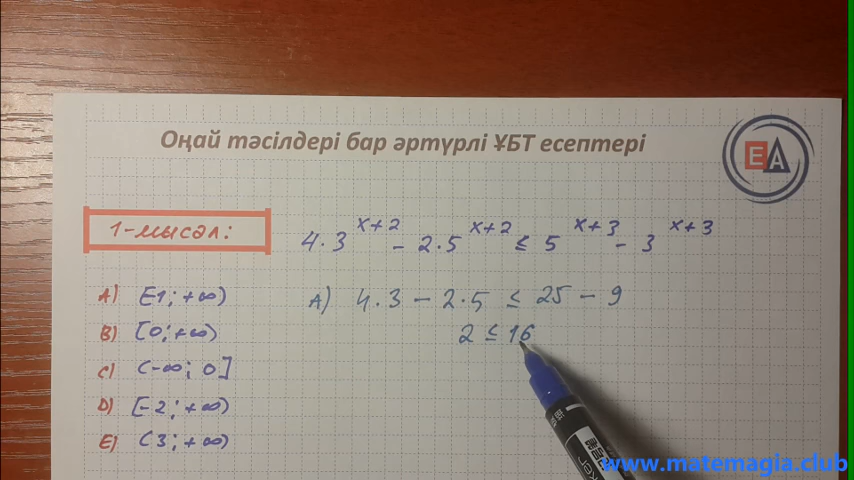 Оңай тәсілдері бар әртүрлі ҰБТ есептері
EA
1-мысал:
4·3^x+2 - 2·5^x+2 ≤ 5^x+3 - 3^x+3
A) [-1; +∞)
B) [0; +∞)
C) (-∞; 0]
D) [-2; +∞)
E) (3; +∞)
A) 4·3 - 2·5 ≤ 25 - 9
2 ≤ 16
www.matemagia.club